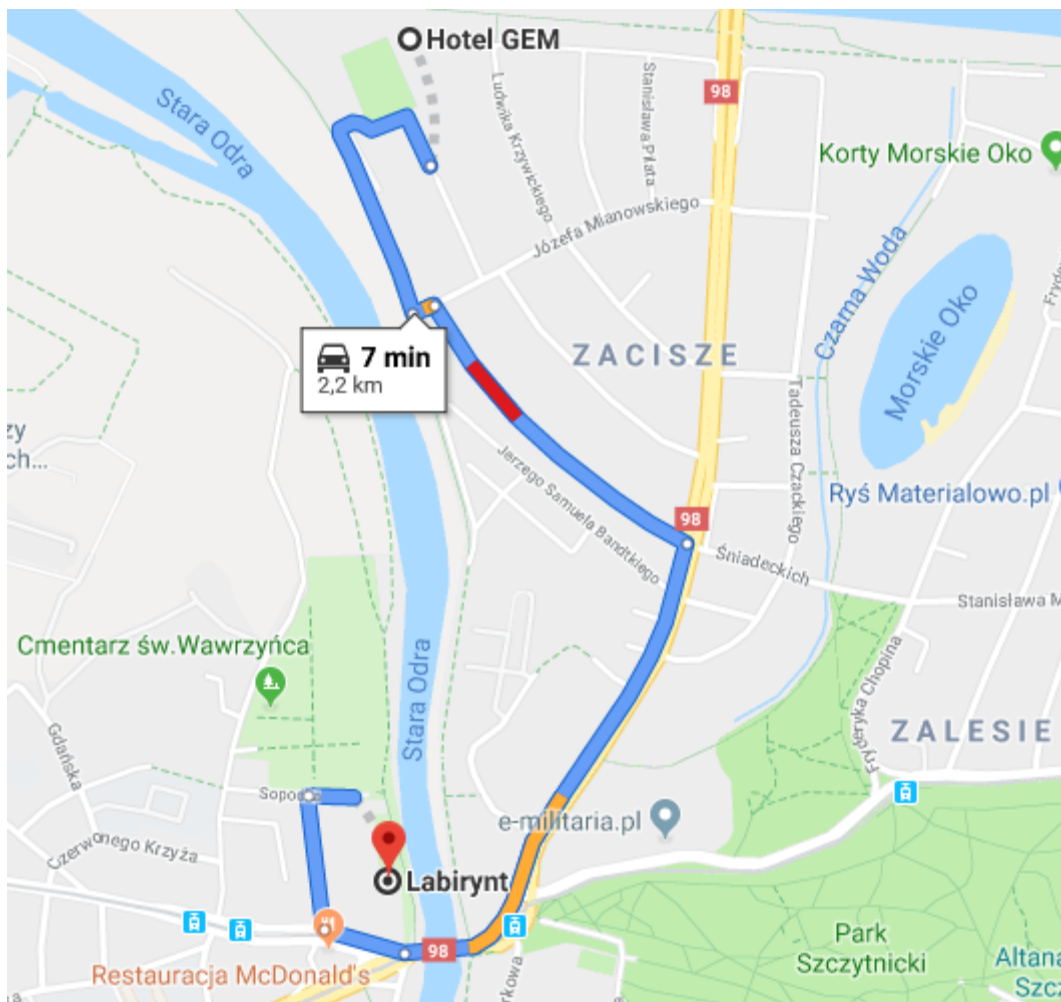 Hotel GEM
98
Stara Odra
Ludwika Krzywickiego
Stanisława Piłata
Korty Morskie Oko
Józefa Mianowskiego
Czarna Woda
Morskie Oko
7 min
2,2 km
ZACISZE
Tadeusza Czackiego
Jerzego Samuela Bandtkiego
Ryś Materialowo.pl
98
Śniadeckich
Stanisława M
Cmentarz św.Wawrzyńca
Stara Odra
Fryderyka Chopina
ZALESIE
Gdańska
e-militaria.pl
Czerwonego Krzyża
Labirynt
98
Restauracja McDonald's
Park
Szczytnicki
Altana
Szcz